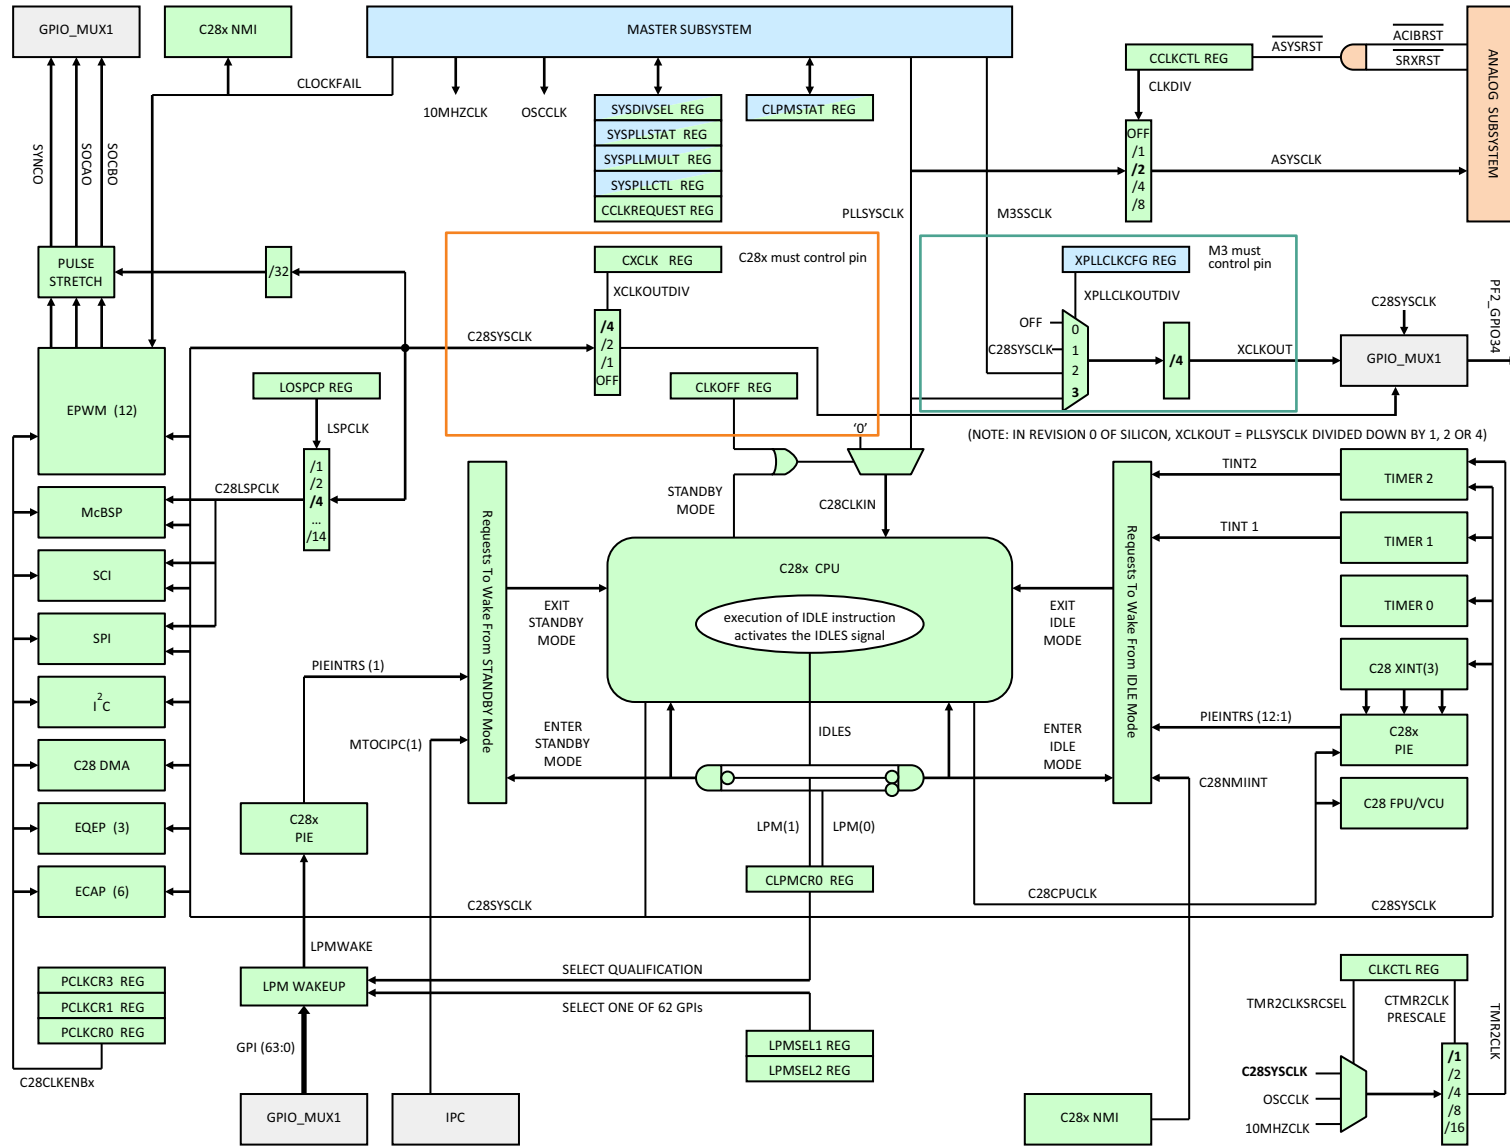 GPIO_MUX1
C28x NMI
MASTER SUBSYSTEM
CLOCKFAIL
10MHZCLK
OSCCLK
SYSDIVSEL REG
SYSPLLSTAT REG
SYSPLLMULT REG
SYSPLLCTL REG
CCLKREQUEST REG
CLPMSTAT REG
PLLSYSCLK
M3SSCLK
CCLKCTL REG
CLKDIV
ASYSRST
ACIBRST
SRXRST
OFF
/1
/2
/4
/8
ASYSCLK
ANALOG SUBSYSTEM
SYNCO
SOCAO
SOCBO
PULSE
STRETCH
/32
CXCLK REG
C28x must control pin
XCLKOUTDIV
C28SYSCLK
/4
/2
/1
OFF
XPLLCLKCFG REG
M3 must
control pin
XPLLCLKOUTDIV
OFF
C28SYSCLK
0
1
2
3
/4
XCLKOUT
C28SYSCLK
GPIO_MUX1
PF2_GPIO34
(NOTE: IN REVISION 0 OF SILICON, XCLKOUT = PLLSYSCLK DIVIDED DOWN BY 1, 2 OR 4)
EPWM (12)
LOSPCP REG
LSPCLK
/1
/2
/4
...
/14
C28LSPCLK
CLKOFF REG
‘0’
STANDBY
MODE
C28CLKIN
McBSP
SCI
SPI
2
I C
C28 DMA
EQEP (3)
ECAP (6)
Requests To Wake From STANDBY Mode
EXIT
STANDBY
MODE
ENTER
STANDBY
MODE
C28x CPU
execution of IDLE instruction
activates the IDLES signal
IDLES
EXIT
IDLE
MODE
ENTER
IDLE
MODE
Requests To Wake From IDLE Mode
TINT2
TINT 1
TIMER 2
TIMER 1
TIMER 0
C28 XINT(3)
PIEINTRS (12:1)
C28x
PIE
C28NMIINT
C28 FPU/VCU
PIEINTRS (1)
MTOCIPC(1)
C28x
PIE
LPM(1)
LPM(0)
CLPMCR0 REG
C28CPUCLK
C28SYSCLK
C28SYSCLK
LPMWAKE
LPM WAKEUP
SELECT QUALIFICATION
SELECT ONE OF 62 GPIs
LPMSEL1 REG
LPMSEL2 REG
GPI (63:0)
GPIO_MUX1
IPC
PCLKCR3 REG
PCLKCR1 REG
PCLKCR0 REG
C28CLKENBx
C28x NMI
CLKCTL REG
TMR2CLKSRCSEL
CTMR2CLK
PRESCALE
TMR2CLK
C28SYSCLK
OSCCLK
10MHZCLK
/1
/2
/4
/8
/16